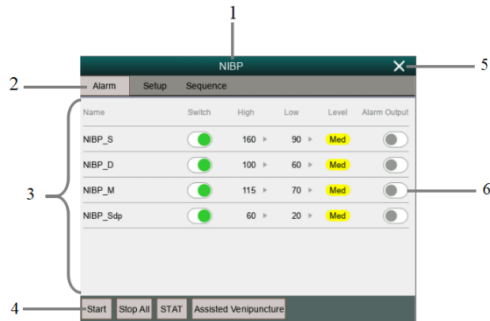 1
NIBP
5
2
Alarm Setup Sequence
Name Switch High Low Level Alarm Output
NIBP_S 160 90 Med
NIBP_D 100 60 Med
3
NIBP_M 115 70 Med
6
NIBP_Sdp 60 20 Med
4
Start Stop All STAT Assisted Venipuncture